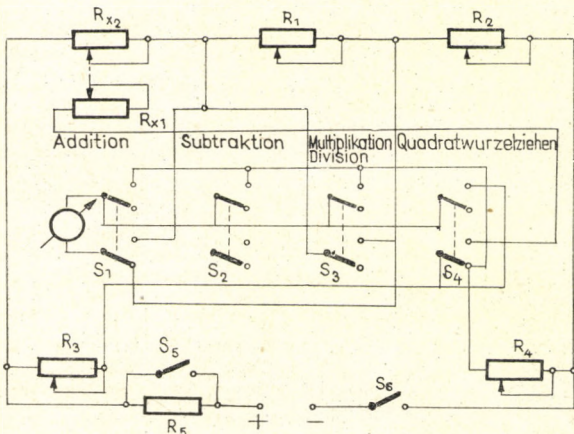 Rx2 R1 R2
Rx1
Addition Subtraktion Multiplikation Quadratwurzelziehen
Division
S1 S2 S3 S4
R3 S5 S6 R4
R5 + -